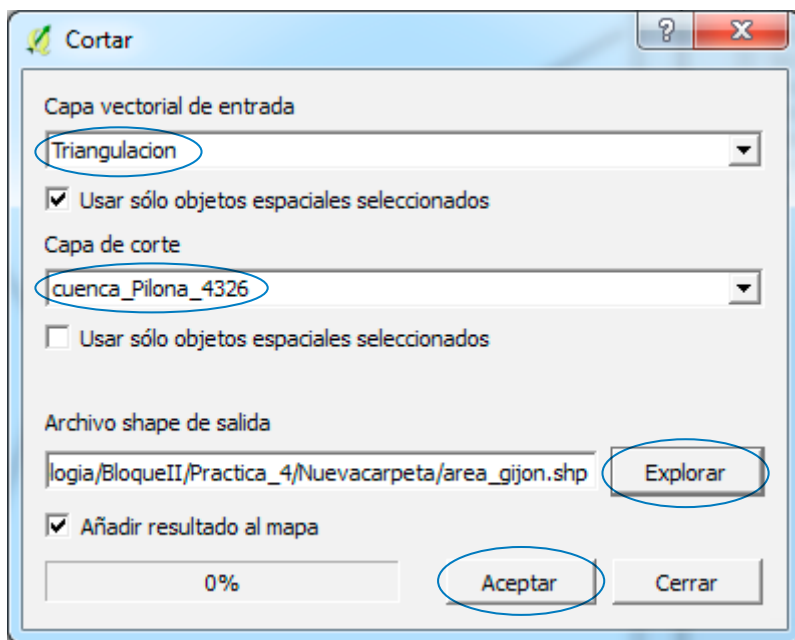 Cortar
Capa vectorial de entrada
Triangulacion
Usar sólo objetos espaciales seleccionados
Capa de corte
cuenca_Pilona_4326
Usar sólo objetos espaciales seleccionados
Archivo shape de salida
logia/BloqueII/Practica_4/Nuevacarpeta/area_gijon.shp
Explorar
Añadir resultado al mapa
0%
Aceptar
Cerrar